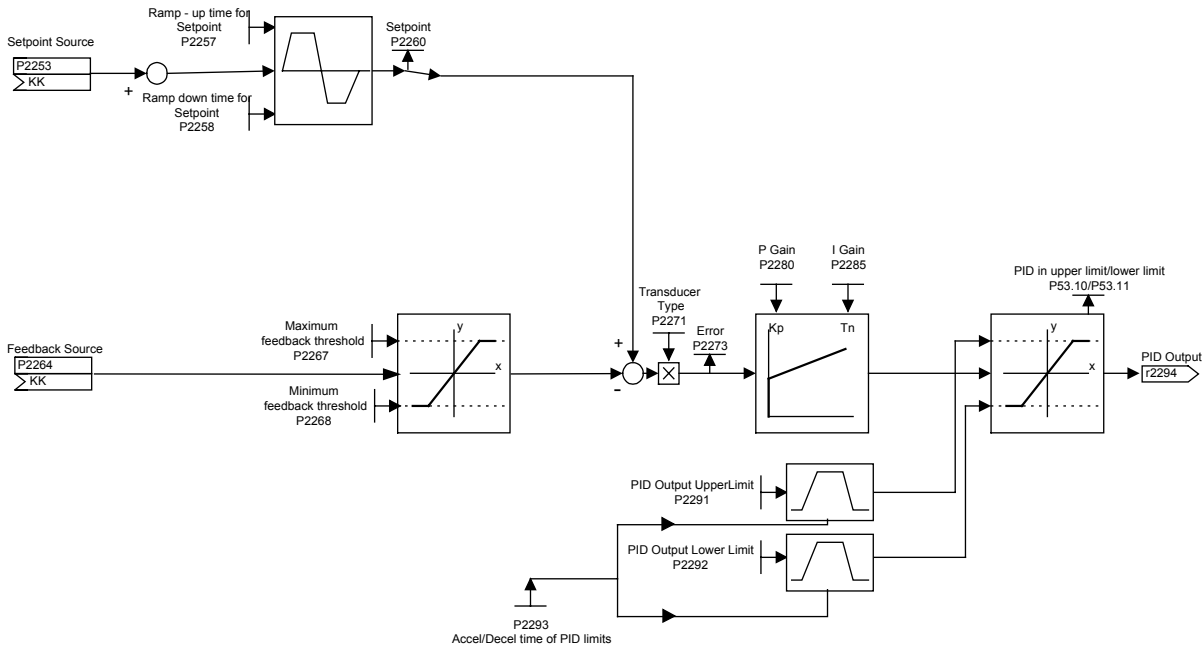 Ramp - up time for
Setpoint
P2257
Setpoint
P2260
Setpoint Source
P2253
KK
+
Ramp down time for
Setpoint
P2258
P Gain
P2280
I Gain
P2285
PID in upper limit/lower limit
P53.10/P53.11
Transducer
Type
P2271
Error
P2273
Maximum
feedback threshold
P2267
y
x
Kp
Tn
y
x
+
-
Feedback Source
P2264
KK
Minimum
feedback threshold
P2268
PID Output
r2294
PID Output UpperLimit
P2291
PID Output Lower Limit
P2292
P2293
Accel/Decel time of PID limits